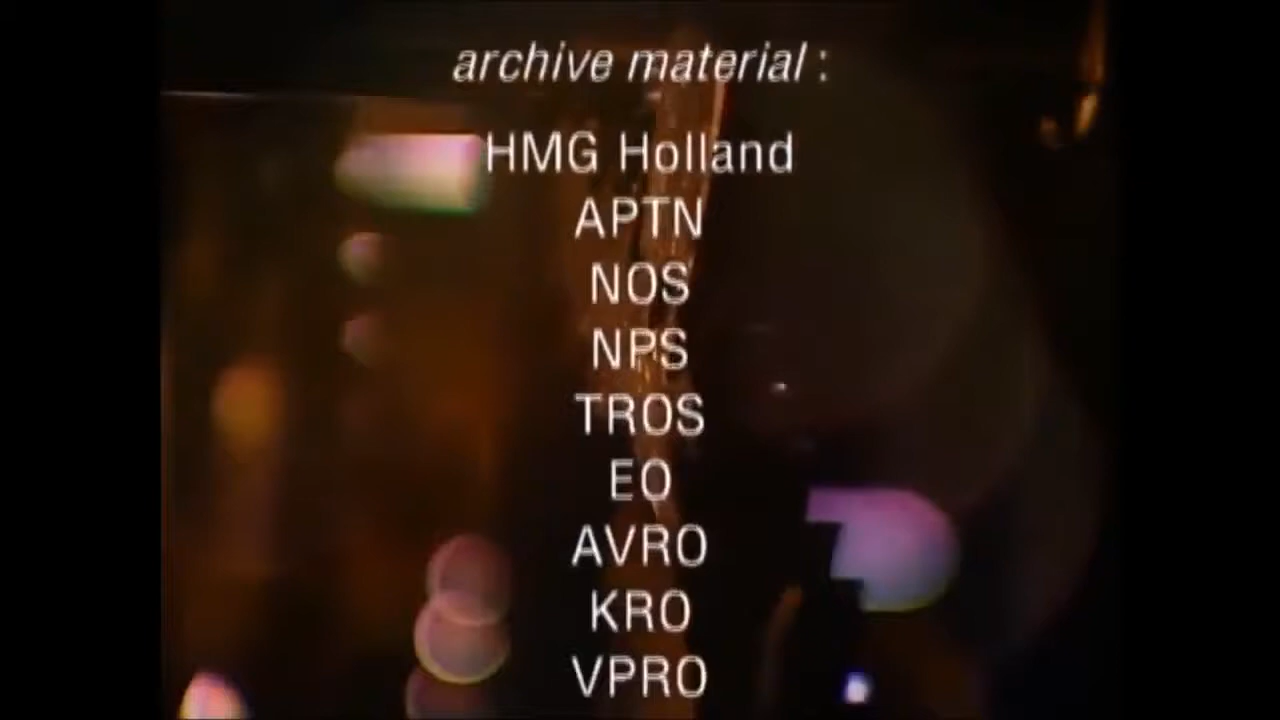 archive material :
HMG Holland
APTN
NOS
NPS
TROS
EO
AVRO
KRO
VPRO